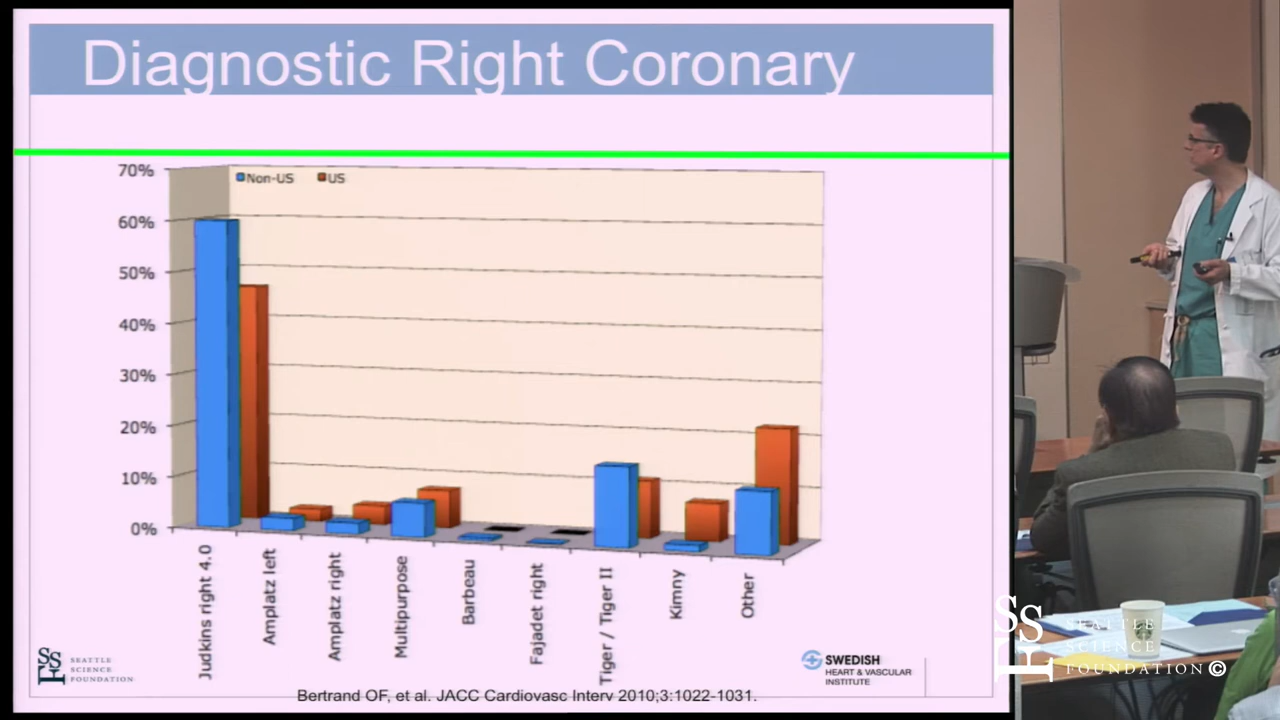 Diagnostic Right Coronary
70%
60%
50%
40%
30%
20%
10%
0%
Non-US
US
Judkins right 4.0
Amplatz left
Amplatz right
Multipurpose
Barbeau
Fajadet right
Tiger / Tiger II
Kimny
Other
SSF
SEATTLE
SCIENCE
FOUNDATION
SWEDISH
HEART & VASCULAR
INSTITUTE
Bertrand OF, et al. JACC Cardiovasc Interv 2010;3:1022-1031.
SSF
SEATTLE
SCIENCE
FOUNDATION©